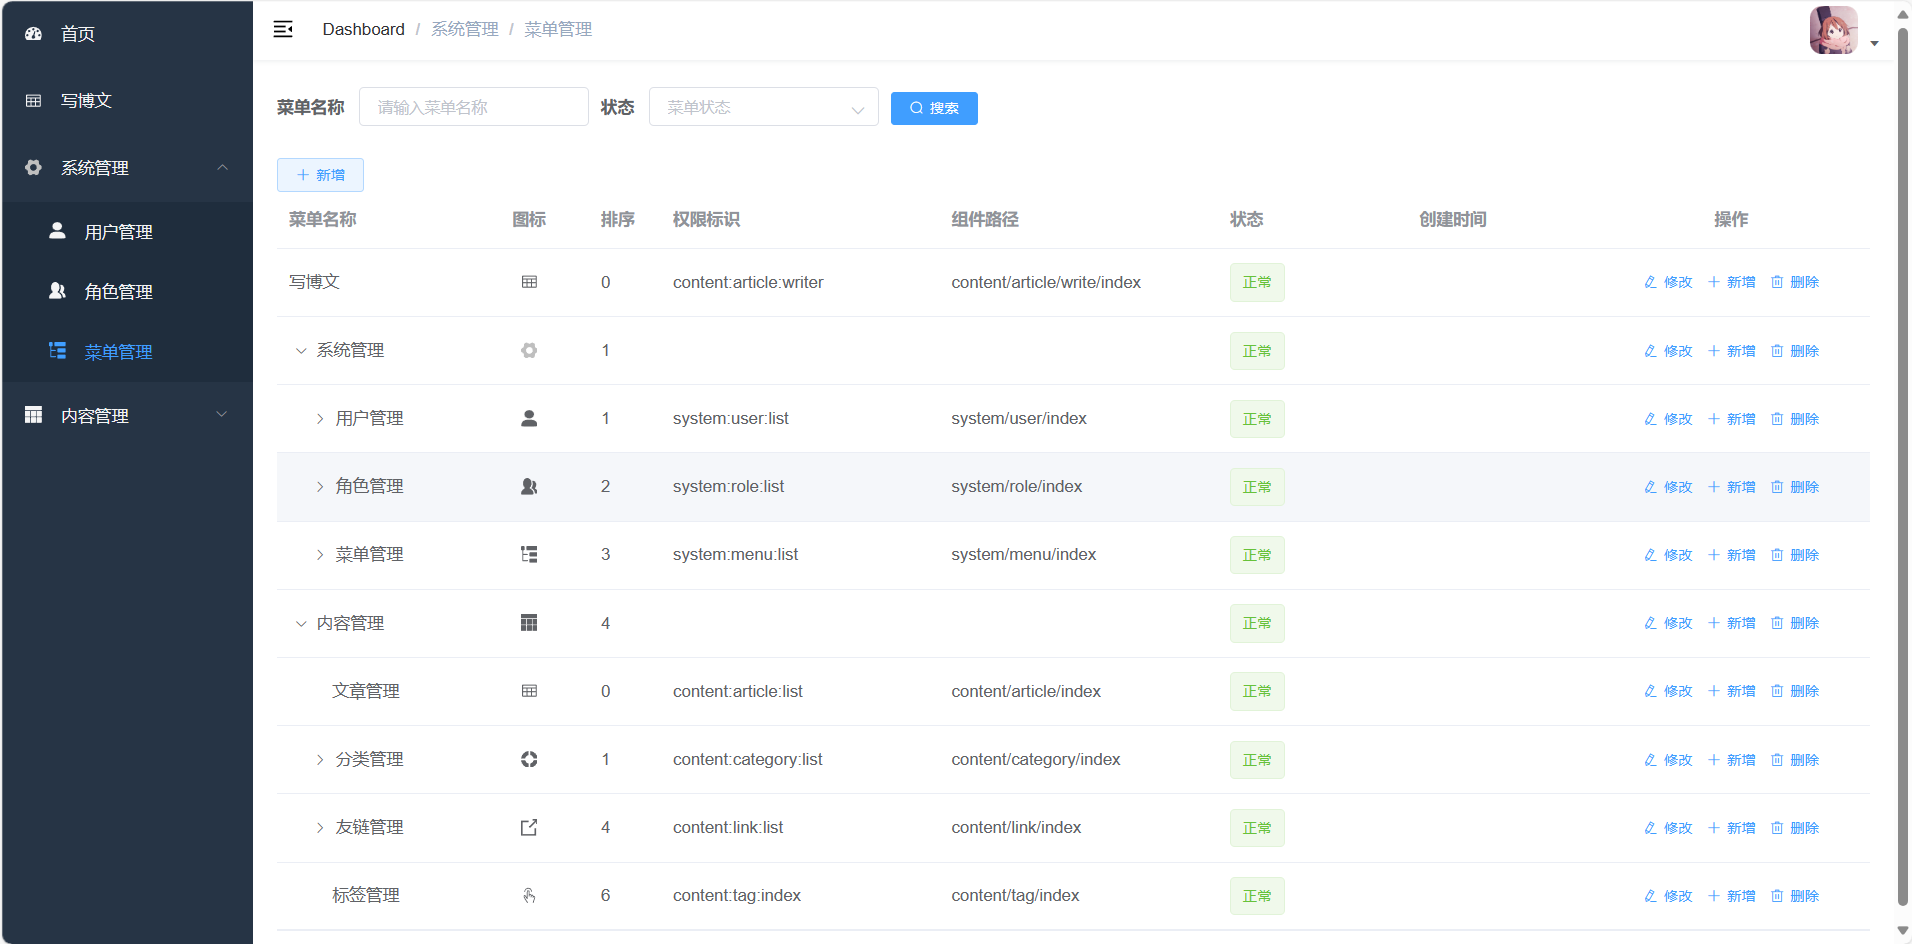 首页
写博文
系统管理
用户管理
角色管理
菜单管理
内容管理
Dashboard / 系统管理 / 菜单管理
菜单名称 请输入菜单名称 状态 菜单状态 搜索
新增
菜单名称 图标 排序 权限标识 组件路径 状态 创建时间 操作
写博文 0 content:article:writer content/article/write/index 正常 修改 新增 删除
系统管理 1 正常 修改 新增 删除
用户管理 1 system:user:list system/user/index 正常 修改 新增 删除
角色管理 2 system:role:list system/role/index 正常 修改 新增 删除
菜单管理 3 system:menu:list system/menu/index 正常 修改 新增 删除
内容管理 4 正常 修改 新增 删除
文章管理 0 content:article:list content/article/index 正常 修改 新增 删除
分类管理 1 content:category:list content/category/index 正常 修改 新增 删除
友链管理 4 content:link:list content/link/index 正常 修改 新增 删除
标签管理 6 content:tag:index content/tag/index 正常 修改 新增 删除